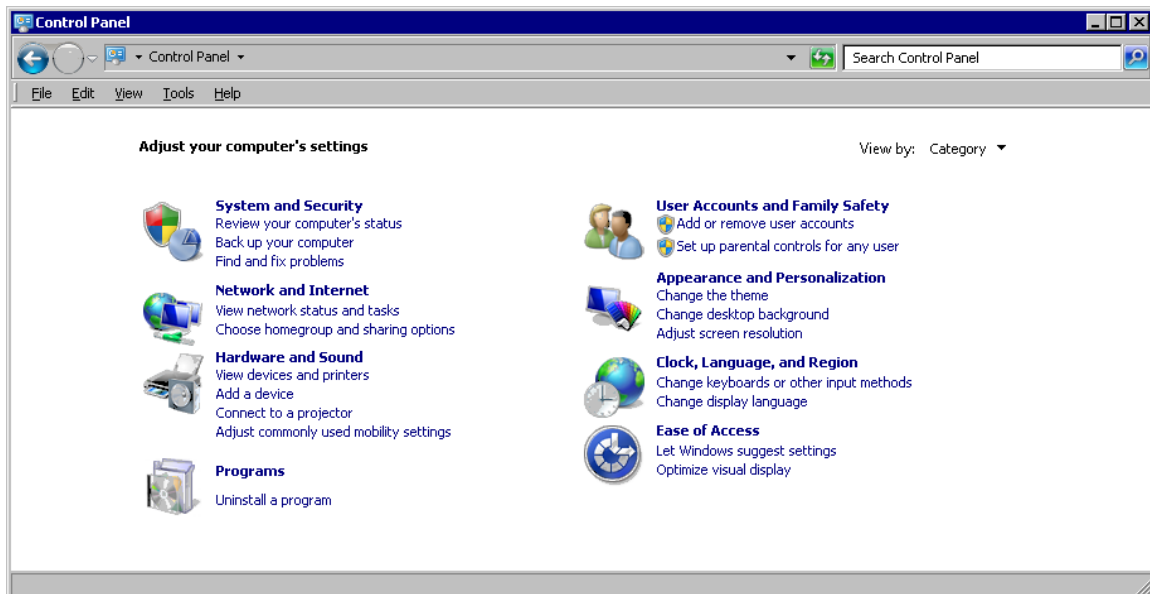 Control Panel
Control Panel
Search Control Panel
File Edit View Tools Help
Adjust your computer's settings
View by: Category
System and Security
Review your computer's status
Back up your computer
Find and fix problems
Network and Internet
View network status and tasks
Choose homegroup and sharing options
Hardware and Sound
View devices and printers
Add a device
Connect to a projector
Adjust commonly used mobility settings
Programs
Uninstall a program
User Accounts and Family Safety
Add or remove user accounts
Set up parental controls for any user
Appearance and Personalization
Change the theme
Change desktop background
Adjust screen resolution
Clock, Language, and Region
Change keyboards or other input methods
Change display language
Ease of Access
Let Windows suggest settings
Optimize visual display